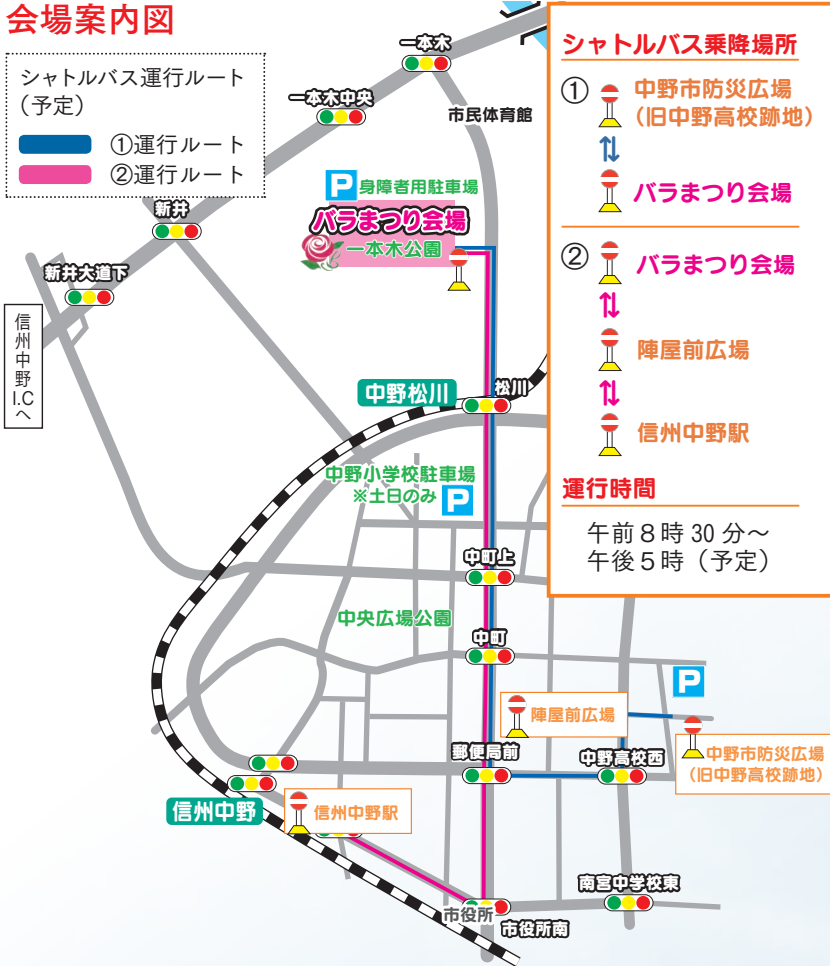 会場案内図
シャトルバス運行ルート
（予定）
①運行ルート
②運行ルート
一本木
一本木中央
市民体育館
P 身障者用駐車場
バラまつり会場
一本木公園
新井
新井大道下
信州中野I.Cへ
中野松川
松川
中野小学校駐車場
※土日のみ P
中町上
中央広場公園
中町
P
陣屋前広場
郵便局前
中野高校西
中野市防災広場
（旧中野高校跡地）
信州中野
信州中野駅
南宮中学校東
市役所
市役所南
シャトルバス乗降場所
① 中野市防災広場
（旧中野高校跡地）
⇅
バラまつり会場
② バラまつり会場
⇅
陣屋前広場
⇅
信州中野駅
運行時間
午前８時 30 分～
午後５時（予定）